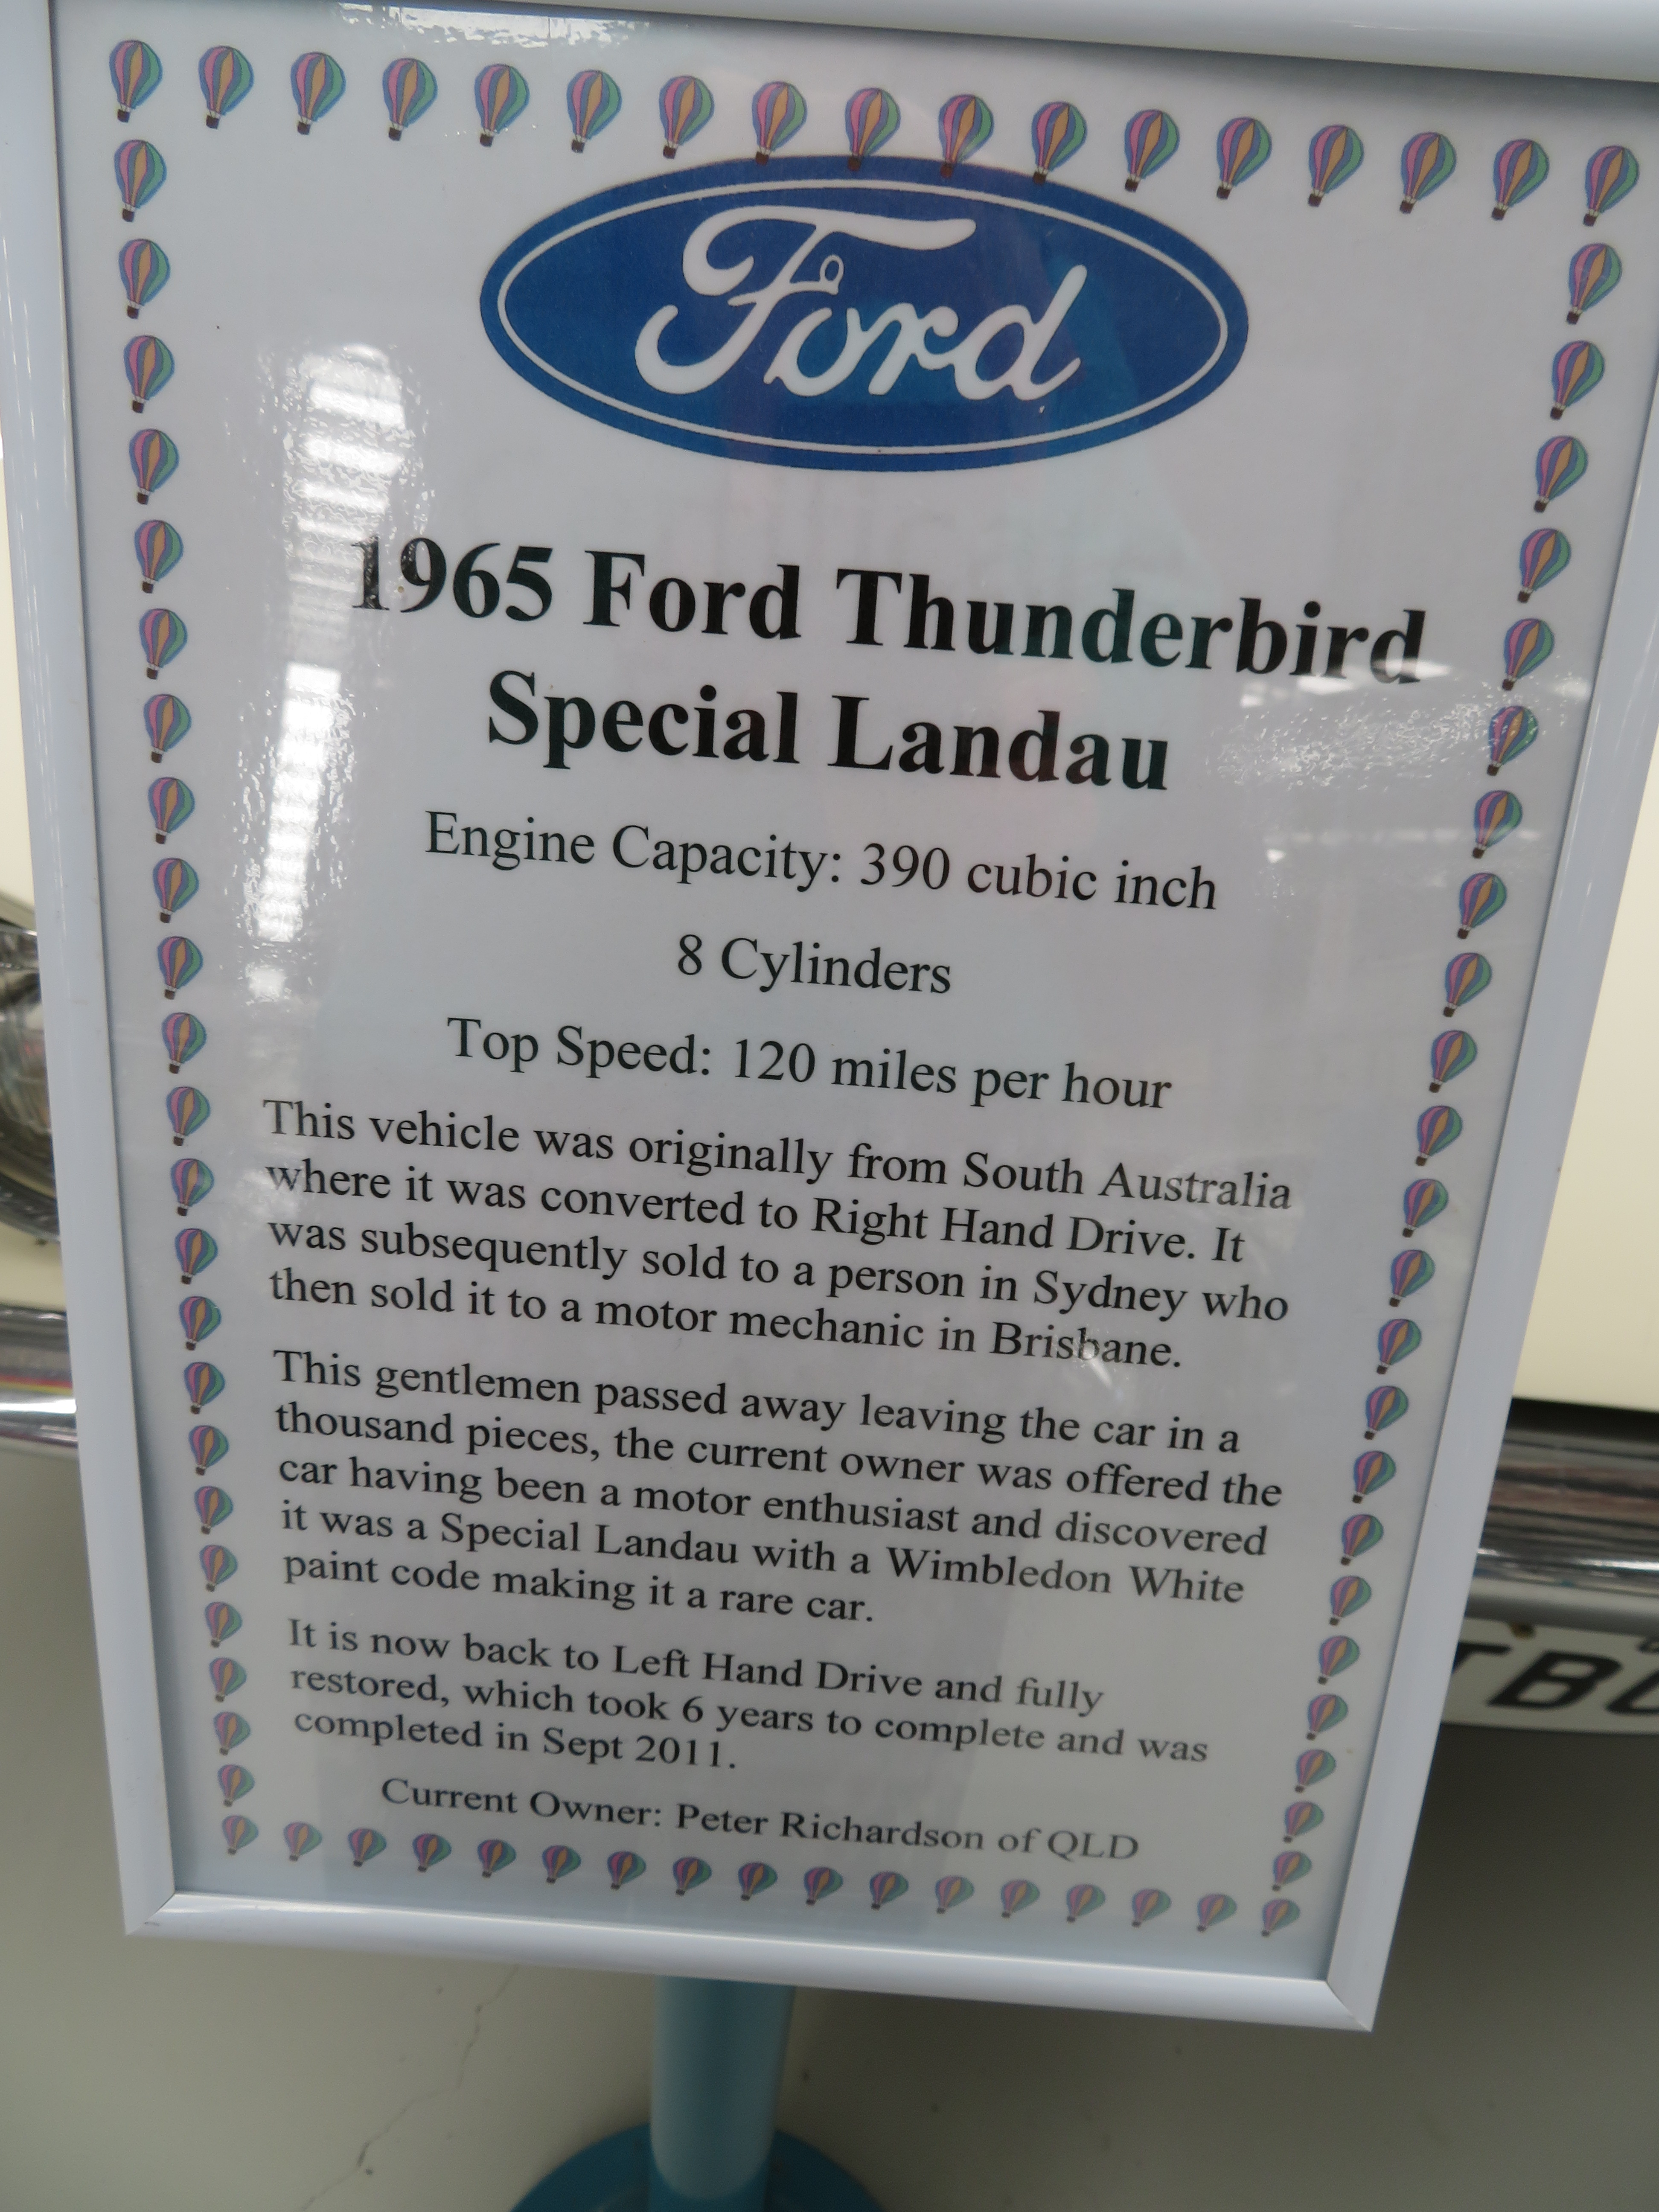 Ford
1965 Ford Thunderbird
Special Landau
Engine Capacity: 390 cubic inch
8 Cylinders
Top Speed: 120 miles per hour
This vehicle was originally from South Australia
where it was converted to Right Hand Drive. It
was subsequently sold to a person in Sydney who
then sold it to a motor mechanic in Brisbane.
This gentlemen passed away leaving the car in a
thousand pieces, the current owner was offered the
car having been a motor enthusiast and discovered
it was a Special Landau with a Wimbledon White
paint code making it a rare car.
It is now back to Left Hand Drive and fully
restored, which took 6 years to complete and was
completed in Sept 2011.
Current Owner: Peter Richardson of QLD